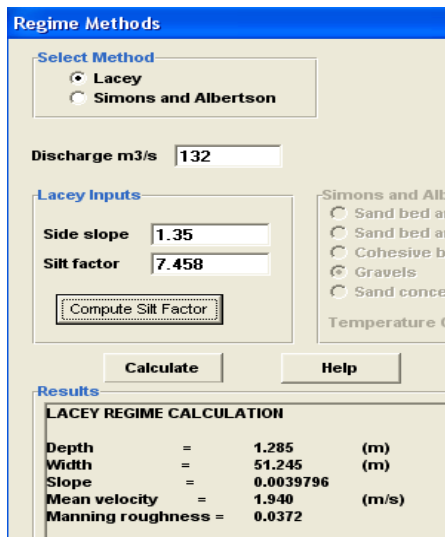 Regime Methods
Select Method
Lacey
Simons and Albertson
Discharge m3/s 132
Lacey Inputs
Side slope 1.35
Silt factor 7.458
Compute Silt Factor
Simons and Alb
Sand bed a
Sand bed a
Cohesive b
Gravels
Sand conce
Temperature
Calculate Help
Results
LACEY REGIME CALCULATION
Depth = 1.285 (m)
Width = 51.245 (m)
Slope = 0.0039796
Mean velocity = 1.940 (m/s)
Manning roughness = 0.0372